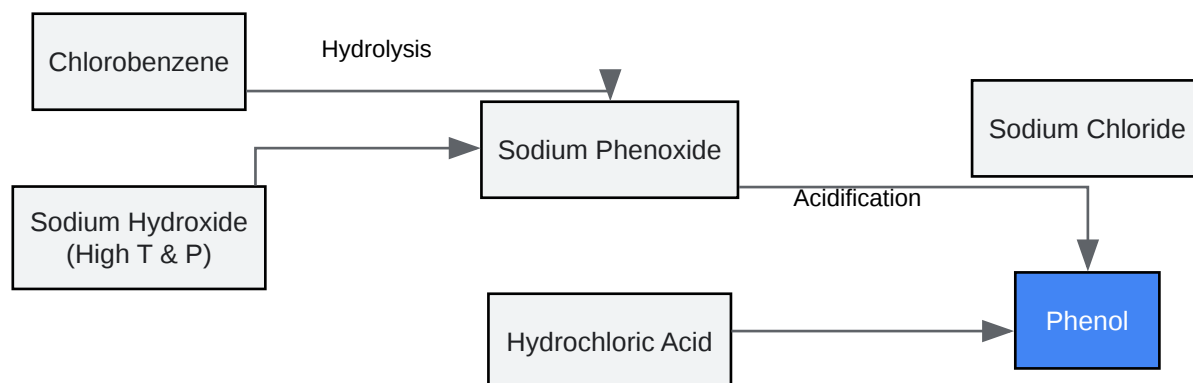 Chlorobenzene
Hydrolysis
Sodium Phenoxide
Sodium Chloride
Sodium Hydroxide
(High T & P)
Acidification
Hydrochloric Acid
Phenol